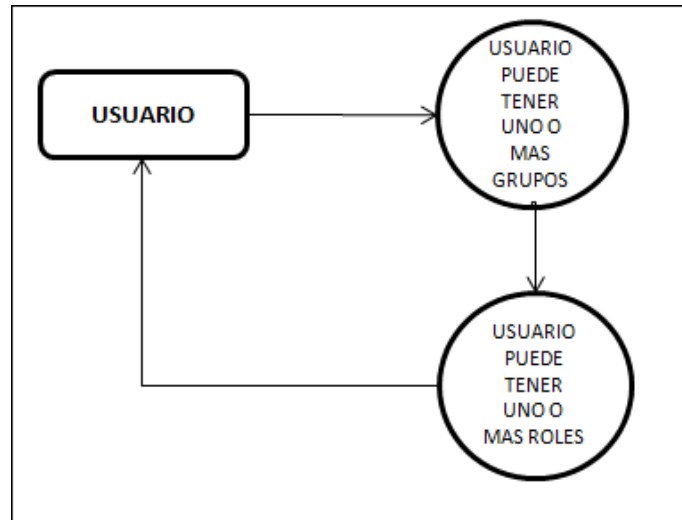 USUARIO
USUARIO
PUEDE
TENER
UNO O
MAS
GRUPOS
USUARIO
PUEDE
TENER
UNO O
MAS ROLES